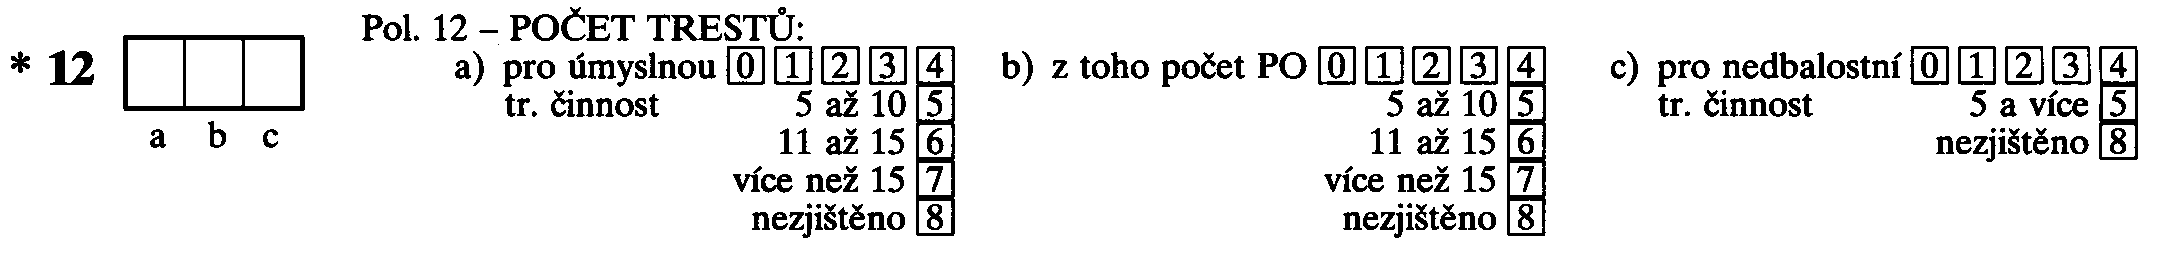 Pol. 12 – POČET TRESTŮ:
* 12 a) pro úmyslnou 0 1 2 3 4 b) z toho počet PO 0 1 2 3 4 c) pro nedbalostní 0 1 2 3 4
tr. činnost 5 až 10 5 5 až 10 5 tr. činnost 5 a více 5
a b c 11 až 15 6 11 až 15 6 nezjištěno 8
více než 15 7 více než 15 7
nezjištěno 8 nezjištěno 8